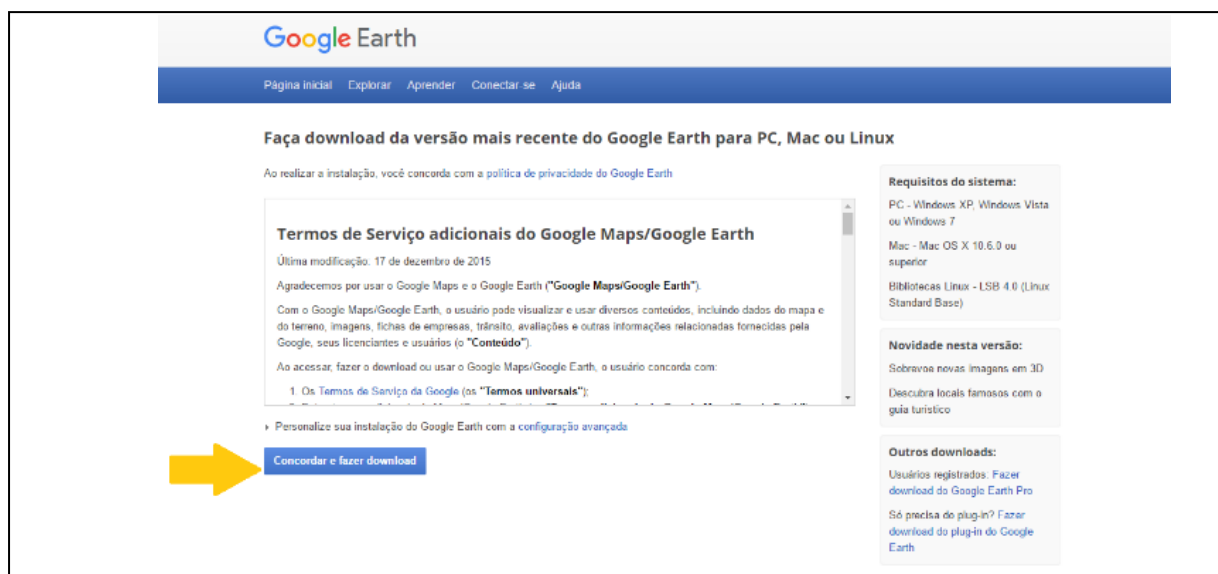 Google Earth
Página inicial Explorar Aprender Conectar-se Ajuda
Faça download da versão mais recente do Google Earth para PC, Mac ou Linux
Ao realizar a instalação, você concorda com a política de privacidade do Google Earth
Termos de Serviço adicionais do Google Maps/Google Earth
Última modificação: 17 de dezembro de 2015
Agradecemos por usar o Google Maps e o Google Earth ("Google Maps/Google Earth").
Com o Google Maps/Google Earth, o usuário pode visualizar e usar diversos conteúdos, incluindo dados do mapa e
do terreno, imagens, fichas de empresas, trânsito, avaliações e outras informações relacionadas fornecidas pela
Google, seus licenciantes e usuários (o "Conteúdo").
Ao acessar, fazer o download ou usar o Google Maps/Google Earth, o usuário concorda com:
1. Os Termos de Serviço da Google (os "Termos universais");
Personalize sua instalação do Google Earth com a configuração avançada
Concordar e fazer download
Requisitos do sistema:
PC - Windows XP, Windows Vista
ou Windows 7
Mac - Mac OS X 10.6.0 ou
superior
Bibliotecas Linux - LSB 4.0 (Linux
Standard Base)
Novidade nesta versão:
Sobrevoe novas imagens em 3D
Descubra locais famosos com o
guia turístico
Outros downloads:
Usuários registrados: Fazer
download do Google Earth Pro
Só precisa do plug-in? Fazer
download do plug-in do Google
Earth